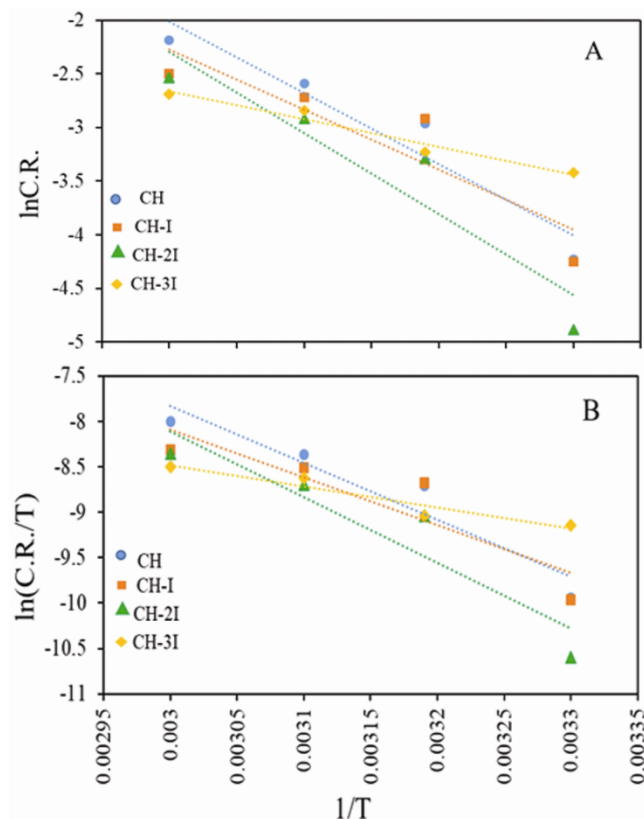 A
-2
-2.5
-3
-3.5
-4
-4.5
-5
lnC.R.
CH
CH-I
CH-2I
CH-3I
B
-7.5
-8
-8.5
-9
-9.5
-10
-10.5
-11
ln(C.R./T)
CH
CH-I
CH-2I
CH-3I
0.00295
0.003
0.00305
0.0031
0.00315
0.0032
0.00325
0.0033
0.00335
1/T